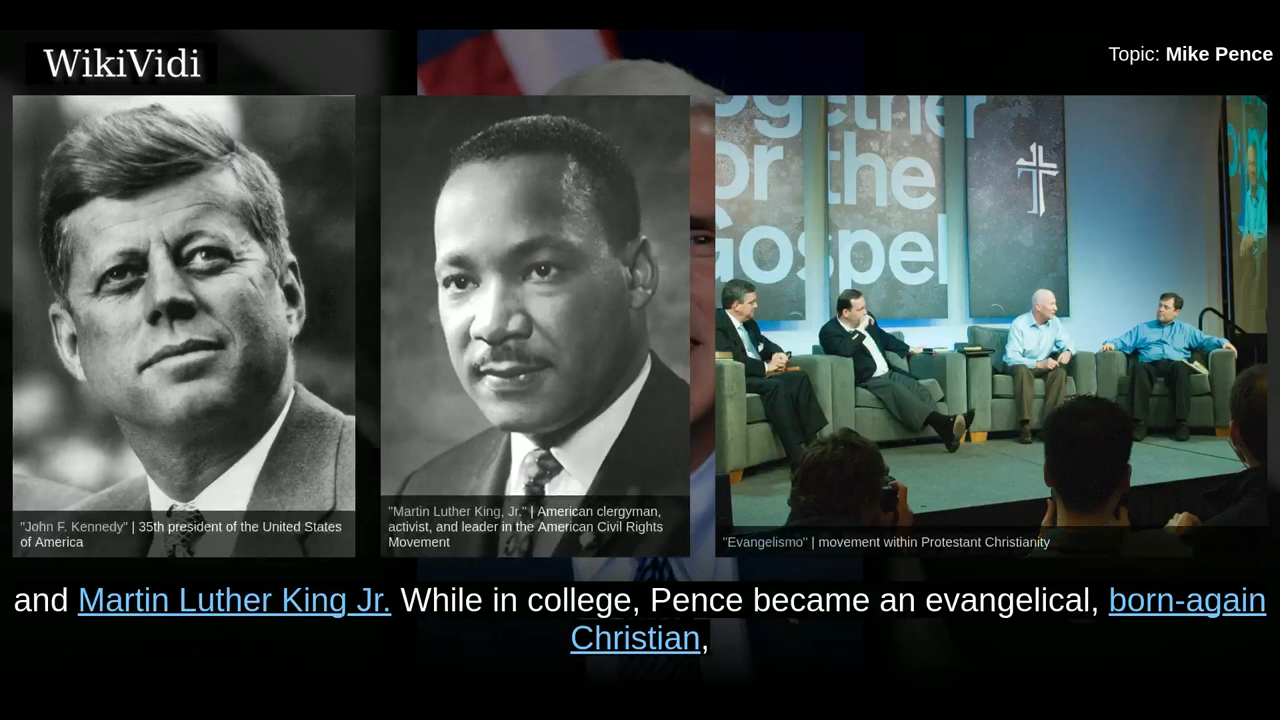 WikiVidi
Topic: Mike Pence
ogether
or the
Gospel
"John F. Kennedy" | 35th president of the United States
of America
"Martin Luther King, Jr." | American clergyman,
activist, and leader in the American Civil Rights
Movement
"Evangelismo" | movement within Protestant Christianity
and Martin Luther King Jr. While in college, Pence became an evangelical, born-again
Christian,